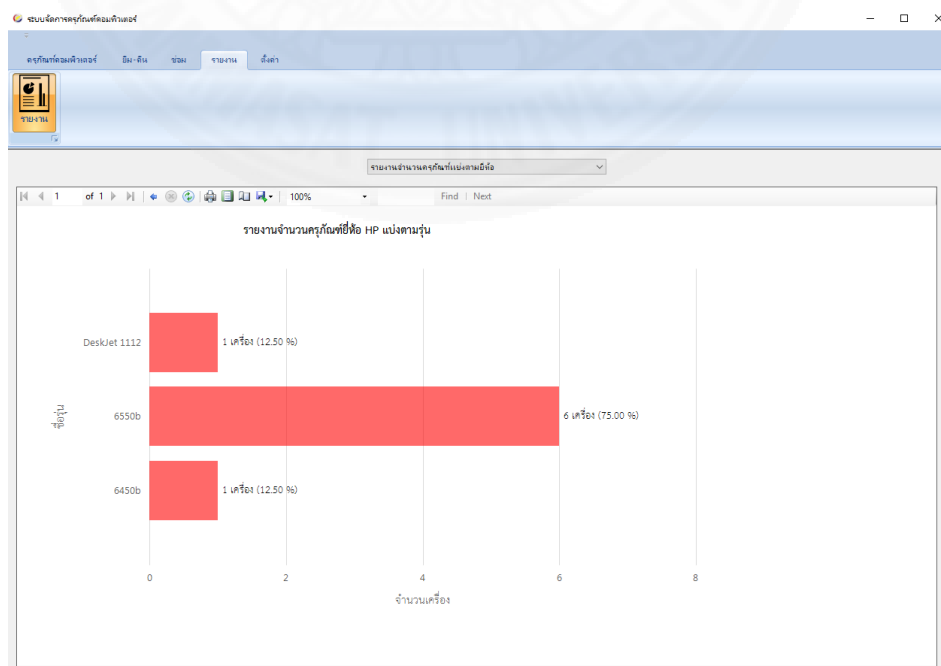 ระบบจัดการครุภัณฑ์คอมพิวเตอร์
ครุภัณฑ์คอมพิวเตอร์ ยืม-คืน ซ่อม รายงาน ตั้งค่า
รายงาน
รายงานจำนวนครุภัณฑ์แบ่งตามยี่ห้อ
1 of 1 100% Find | Next
รายงานจำนวนครุภัณฑ์ยี่ห้อ HP แบ่งตามรุ่น
DeskJet 1112 1 เครื่อง (12.50 %)
ชื่อรุ่น
6550b 6 เครื่อง (75.00 %)
6450b 1 เครื่อง (12.50 %)
0 2 4 6 8
จำนวนเครื่อง